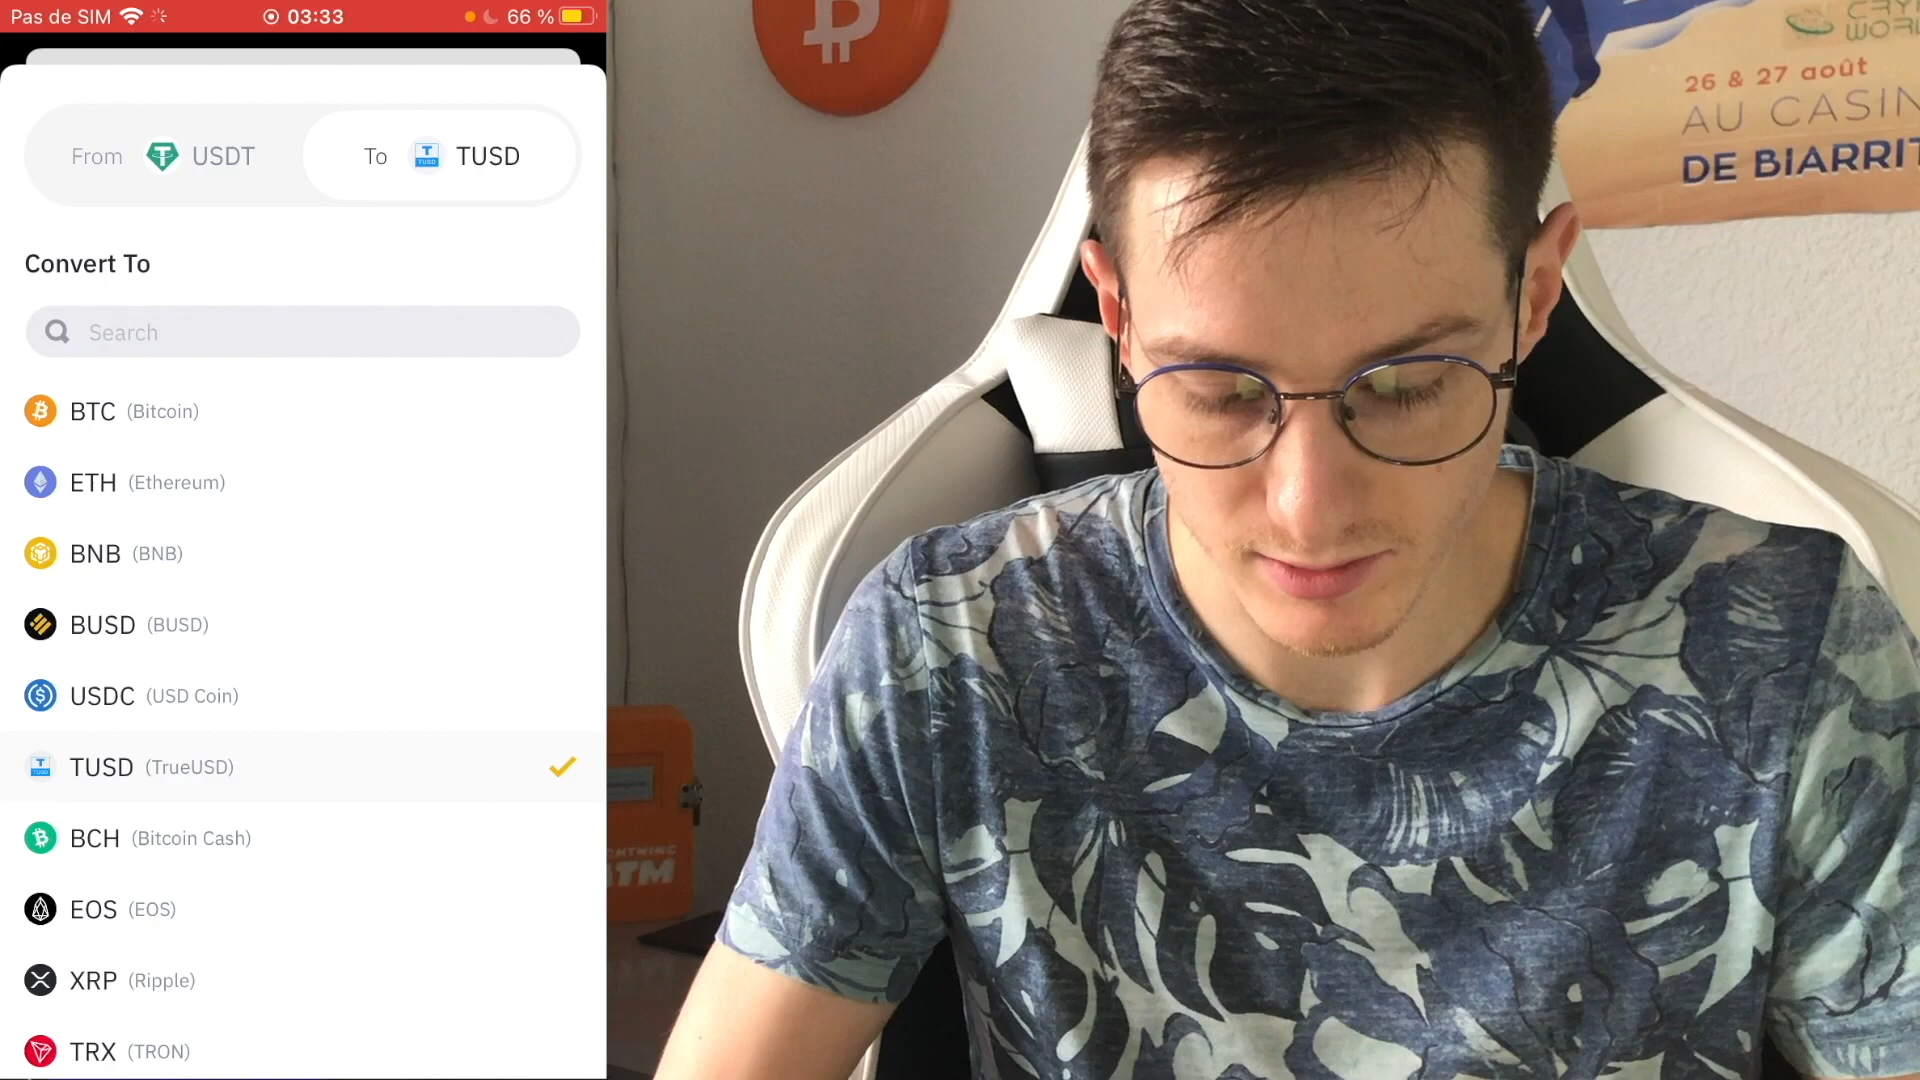 Pas de SIM 03:33 66 %
From USDT To TUSD
Convert To
Search
BTC (Bitcoin)
ETH (Ethereum)
BNB (BNB)
BUSD (BUSD)
USDC (USD Coin)
TUSD (TrueUSD)
BCH (Bitcoin Cash)
EOS (EOS)
XRP (Ripple)
TRX (TRON)
26 & 27 août
AU CASIN
DE BIARRIT
TM